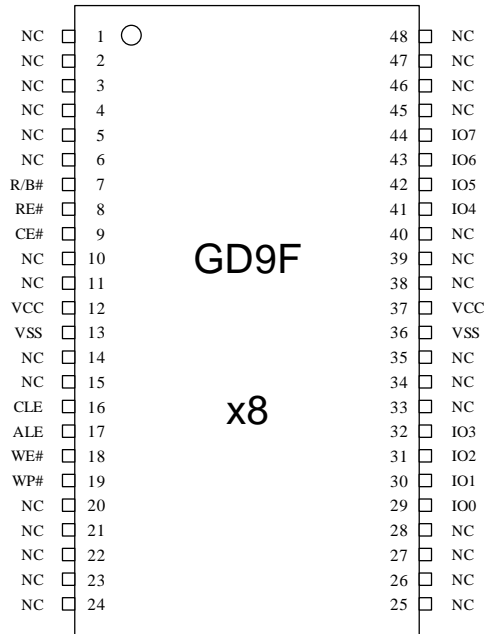 NC 1 48 NC
NC 2 47 NC
NC 3 46 NC
NC 4 45 NC
NC 5 44 IO7
NC 6 43 IO6
R/B# 7 42 IO5
RE# 8 41 IO4
CE# 9 40 NC
NC 10 39 NC
GD9F
NC 11 38 NC
VCC 12 37 VCC
VSS 13 36 VSS
NC 14 35 NC
NC 15 34 NC
CLE 16 33 NC
x8
ALE 17 32 IO3
WE# 18 31 IO2
WP# 19 30 IO1
NC 20 29 IO0
NC 21 28 NC
NC 22 27 NC
NC 23 26 NC
NC 24 25 NC